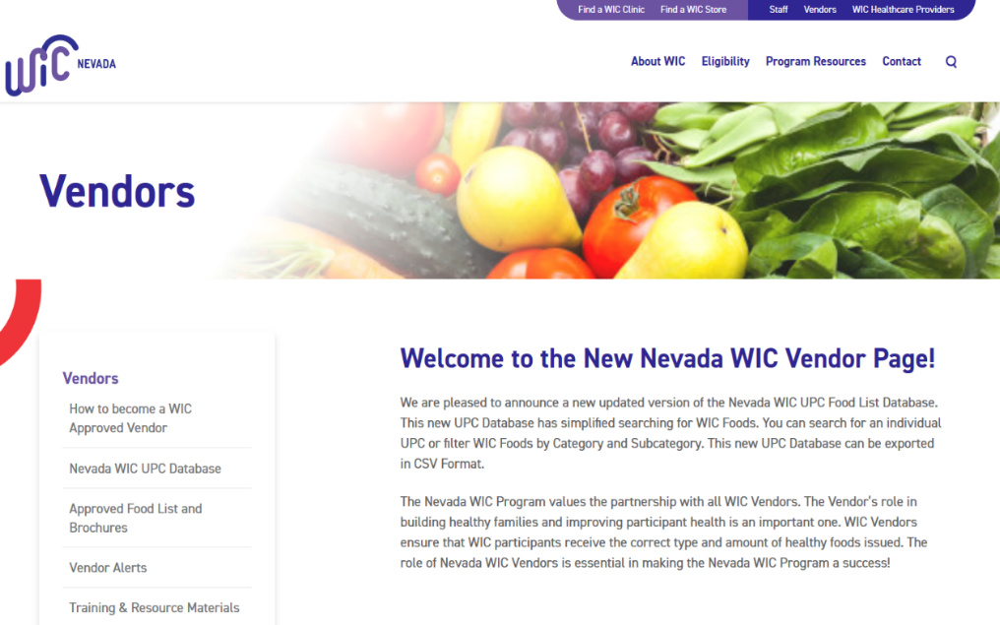 Find a WIC Clinic Find a WIC Store Staff Vendors WIC Healthcare Providers
WiC NEVADA
About WIC Eligibility Program Resources Contact
Vendors
Vendors
How to become a WIC
Approved Vendor
Nevada WIC UPC Database
Approved Food List and
Brochures
Vendor Alerts
Training & Resource Materials
Welcome to the New Nevada WIC Vendor Page!
We are pleased to announce a new updated version of the Nevada WIC UPC Food List Database.
This new UPC Database has simplified searching for WIC Foods. You can search for an individual
UPC or filter WIC Foods by Category and Subcategory. This new UPC Database can be exported
in CSV Format.
The Nevada WIC Program values the partnership with all WIC Vendors. The Vendor's role in
building healthy families and improving participant health is an important one. WIC Vendors
ensure that WIC participants receive the correct type and amount of healthy foods issued. The
role of Nevada WIC Vendors is essential in making the Nevada WIC Program a success!